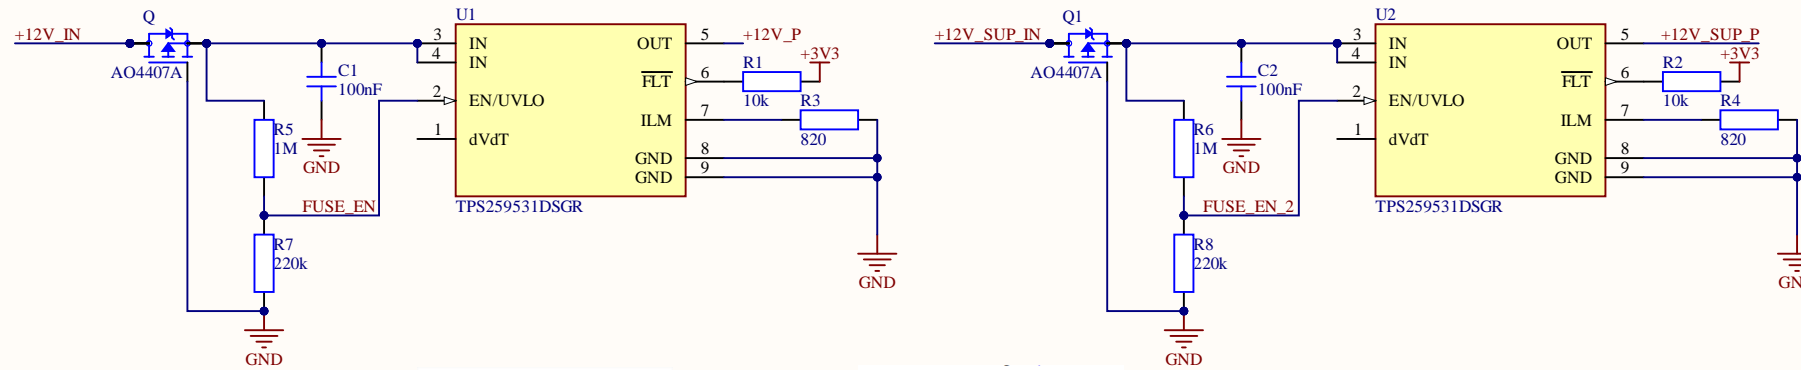 Q
+12V_IN
AO4407A
C1
100nF
GND
R5
1M
FUSE_EN
R7
220k
GND
U1
3 IN
4 IN
2 EN/UVLO
1 dVdT
OUT 5
FLT 6
ILM 7
GND 8
GND 9
TPS259531DSGR
+12V_P
R1
10k
+3V3
R3
820
GND
Q1
+12V_SUP_IN
AO4407A
C2
100nF
GND
R6
1M
FUSE_EN_2
R8
220k
GND
U2
3 IN
4 IN
2 EN/UVLO
1 dVdT
OUT 5
FLT 6
ILM 7
GND 8
GND 9
TPS259531DSGR
+12V_SUP_P
R2
10k
+3V3
R4
820
GN